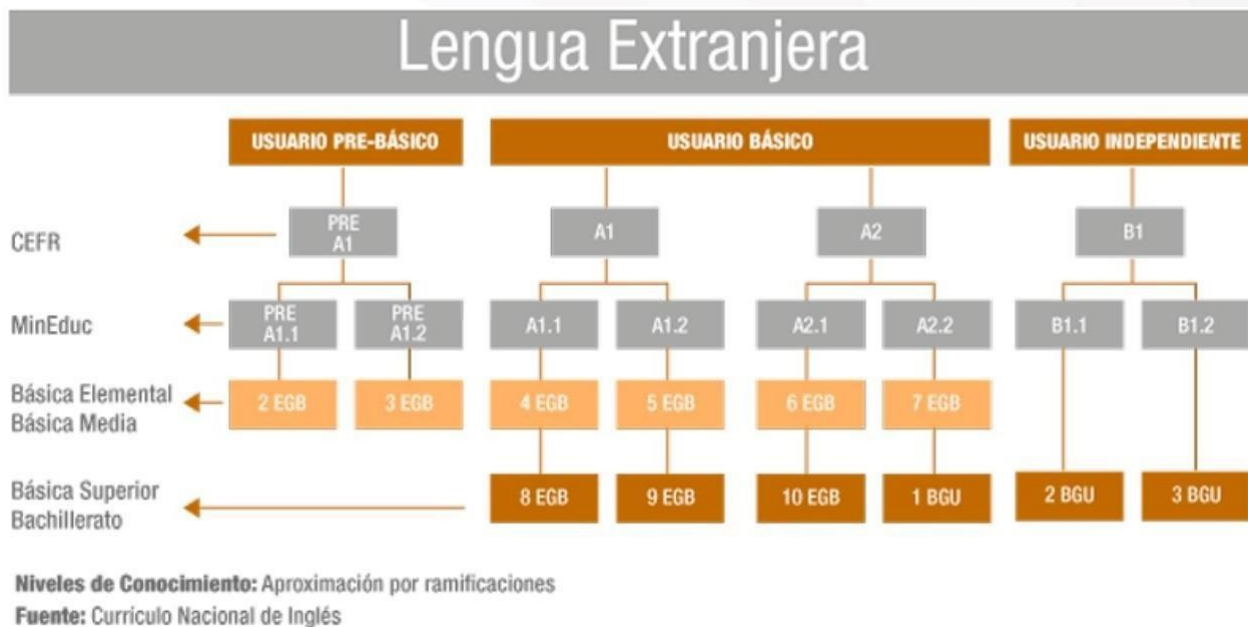 Lengua Extranjera
USUARIO PRE-BÁSICO
USUARIO BÁSICO
USUARIO INDEPENDIENTE
CEFR
PRE
A1
A1
A2
B1
MinEduc
PRE
A1.1
PRE
A1.2
A1.1
A1.2
A2.1
A2.2
B1.1
B1.2
Básica Elemental
Básica Media
2 EGB
3 EGB
4 EGB
5 EGB
6 EGB
7 EGB
Básica Superior
Bachillerato
8 EGB
9 EGB
10 EGB
1 BGU
2 BGU
3 BGU
Niveles de Conocimiento: Aproximación por ramificaciones
Fuente: Currículo Nacional de Inglés